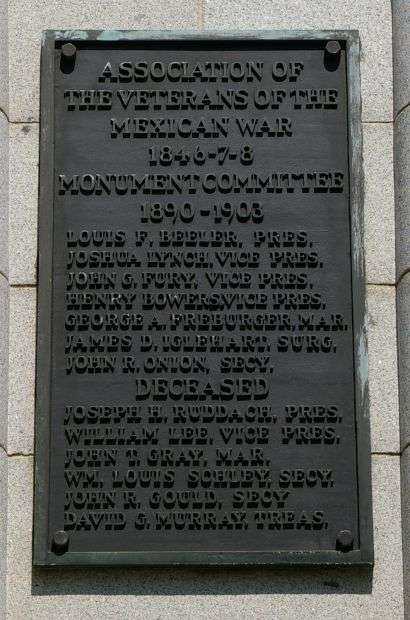 ASSOCIATION OF
THE VETERANS OF THE
MEXICAN WAR
1846-7-8
MONUMENT COMMITTEE
1890-1903
LOUIS F. BEELER, PRES.
JOSHUA LYNCH, VICE PRES.
JOHN G. FURY, VICE PRES.
HENRY BOWERS, VICE PRES.
GEORGE A. FREBURGER, MAR.
JAMES D. IGLEHART, SURG.
JOHN R. ONION, SECY.
DECEASED
JOSEPH H. RUDDACH, PRES.
WILLIAM LEE, VICE PRES.
JOHN T. GRAY, MAR.
WM. LOUIS SCHLEY, SECY.
JOHN R. GOULD, SECY
DAVID G. MURRAY, TREAS.